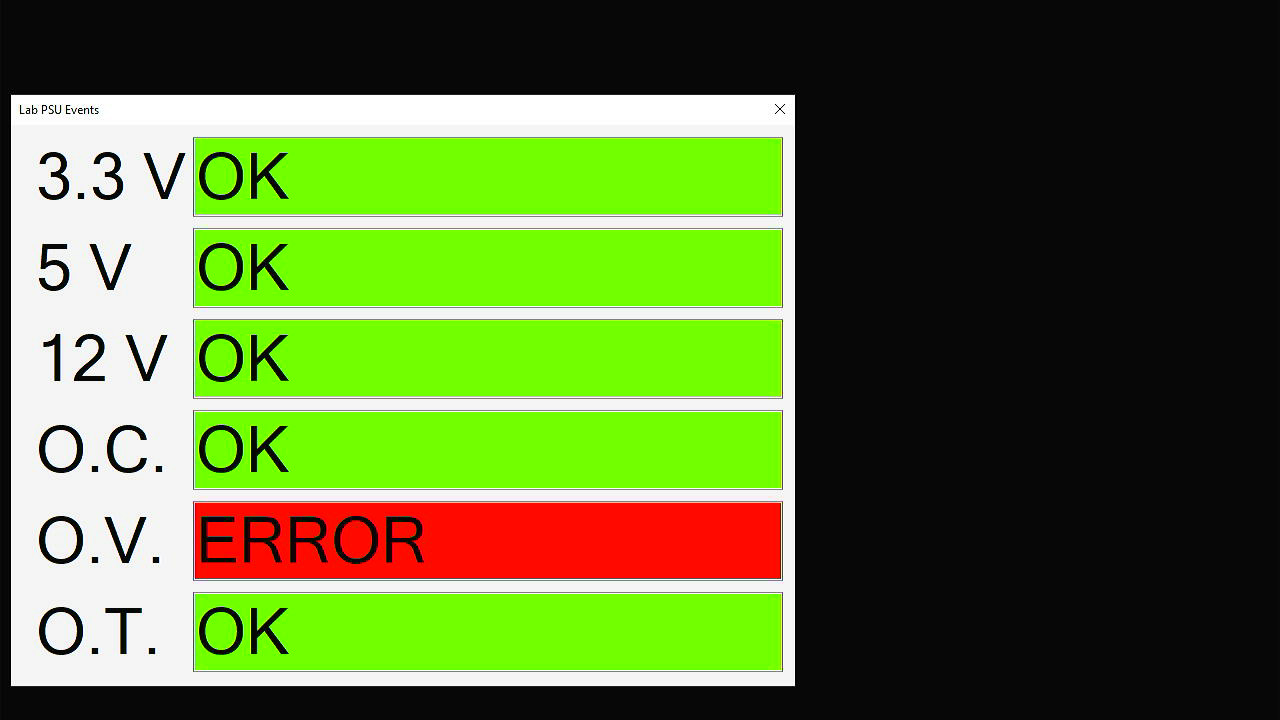 Lab PSU Events
3.3 V OK
5 V OK
12 V OK
O.C. OK
O.V. ERROR
O.T. OK